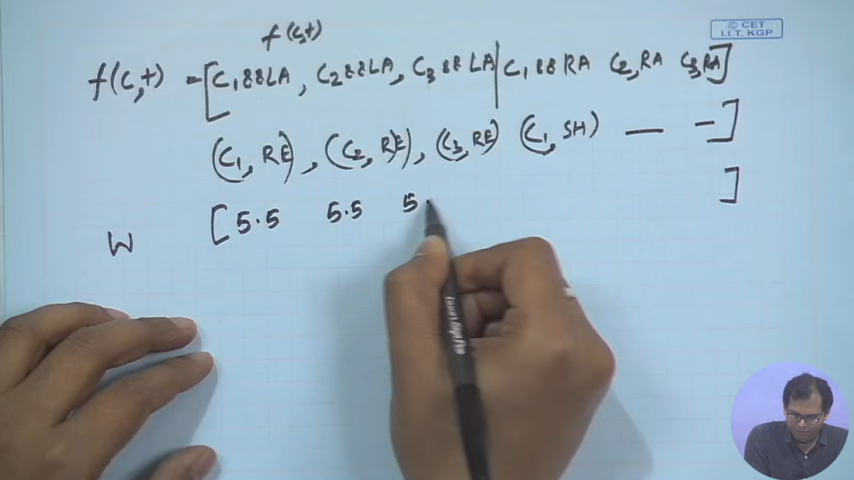 f(c,t)
© CET
I.I.T. KGP
f(c,t) = [C1 && LA, C2 && LA, C3 && LA | C1 && RA C2, RA C3, RA]
(C1, RE), (C2, RE), (C3, RE) (C1, SH) — – ]
W [5.5 5.5 5. ]